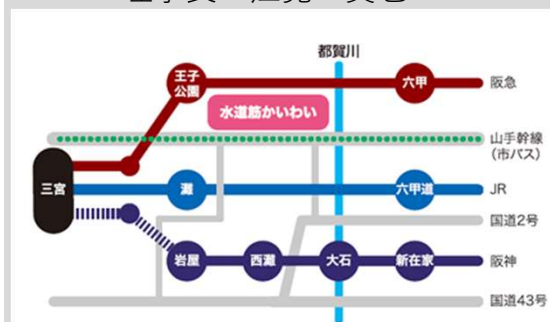 都賀川
王子
公園
六甲
阪急
水道筋かいわい
山手幹線
(市バス)
三宮
灘
六甲道
JR
国道2号
岩屋
西灘
大石
新在家
阪神
国道43号